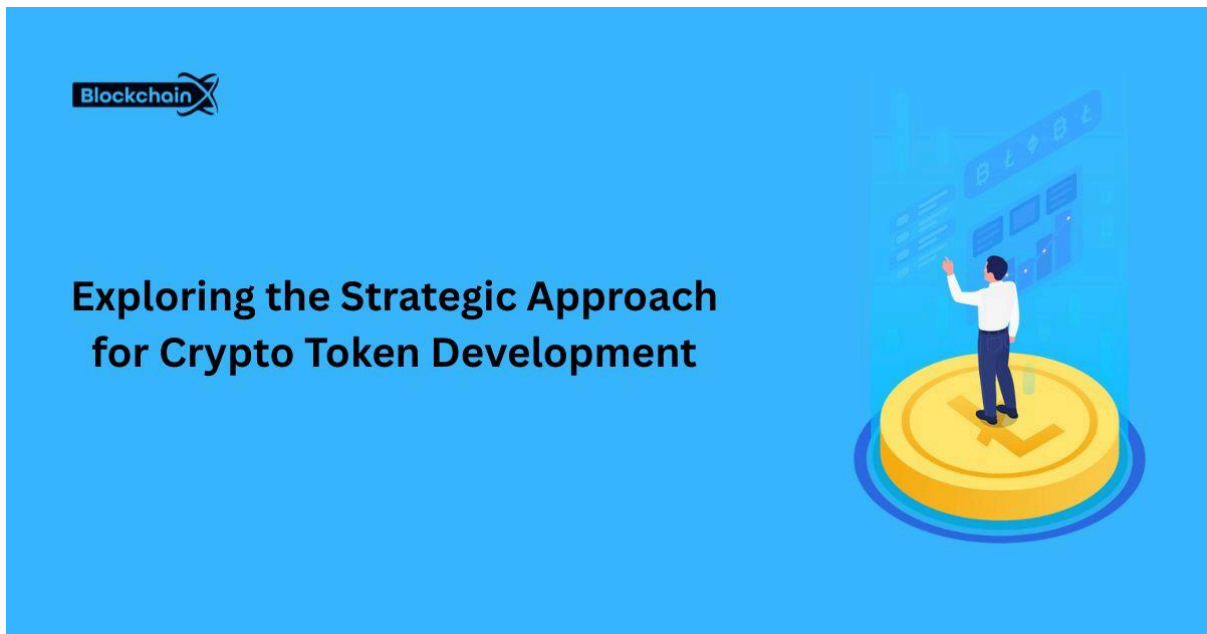 BlockchainX
Exploring the Strategic Approach
for Crypto Token Development